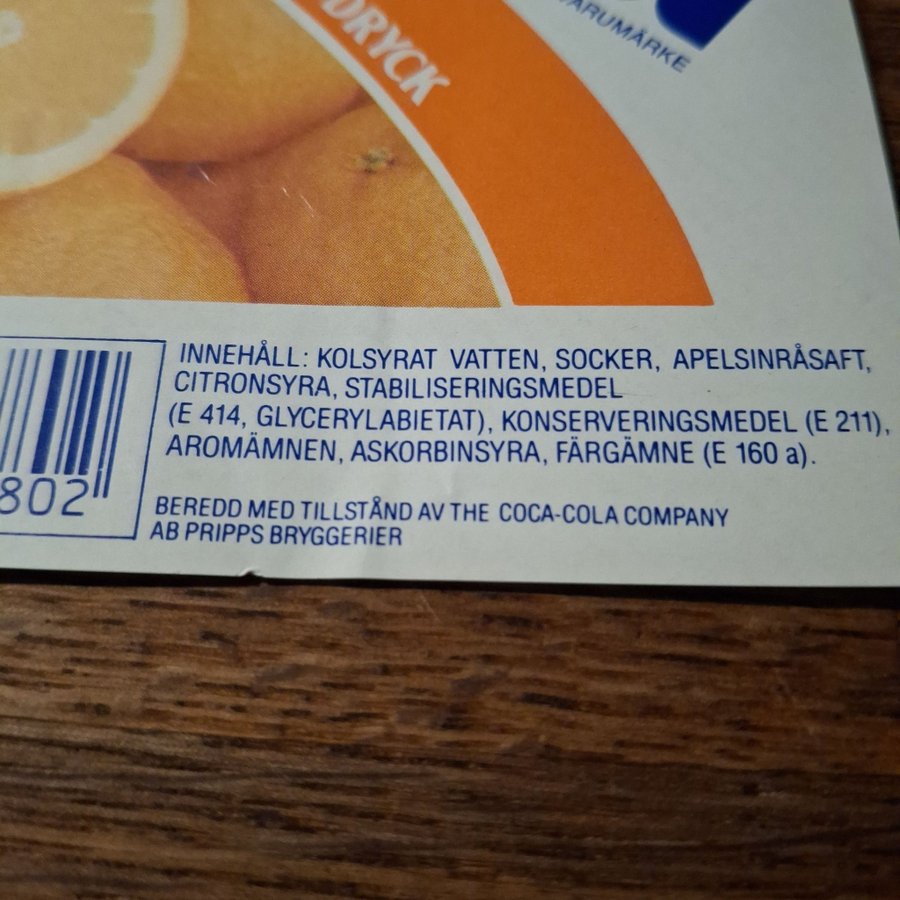 DRYCK
VARUMÄRKE
INNEHÅLL: KOLSYRAT VATTEN, SOCKER, APELSINRÅSAFT,
CITRONSYRA, STABILISERINGSMEDEL
(E 414, GLYCERYLABIETAT), KONSERVERINGSMEDEL (E 211),
AROMÄMNEN, ASKORBINSYRA, FÄRGÄMNE (E 160 a).
802
BEREDD MED TILLSTÅND AV THE COCA-COLA COMPANY
AB PRIPPS BRYGGERIER